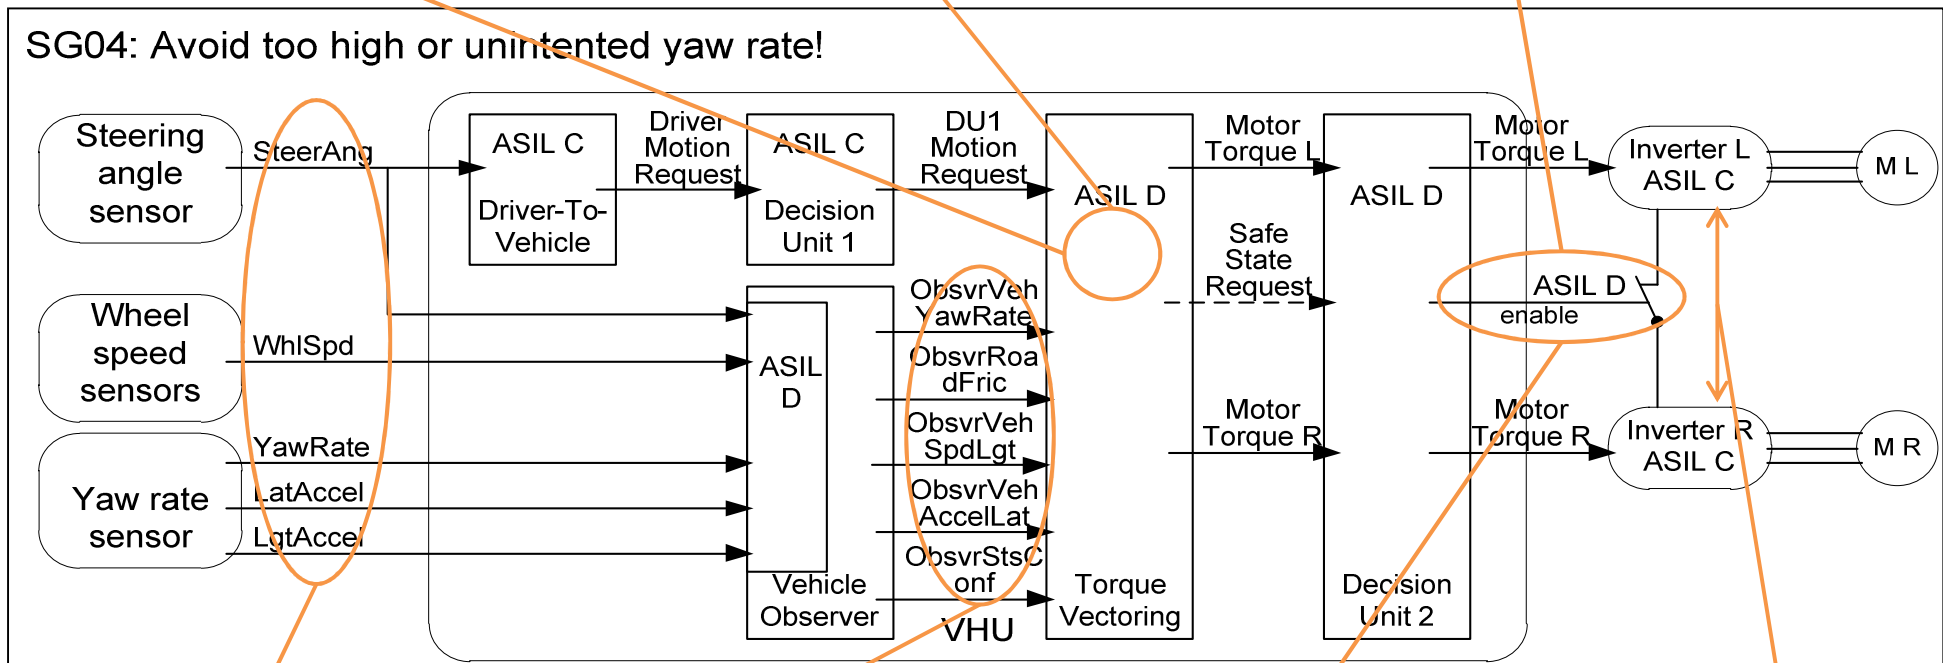 SG04: Avoid too high or unintented yaw rate!
Steering
angle
sensor
SteerAng
ASIL C
Driver-To-
Vehicle
Driver
Motion
Request
ASIL C
Decision
Unit 1
DU1
Motion
Request
ASIL D
Torque
Vectoring
Motor
Torque L
Safe
State
Request
Motor
Torque R
ASIL D
Decision
Unit 2
Motor
Torque L
ASIL D
enable
Motor
Torque R
Inverter L
ASIL C
M L
Inverter R
ASIL C
M R
Wheel
speed
sensors
WhlSpd
Yaw rate
sensor
YawRate
LatAccel
LgtAccel
ASIL
D
Vehicle
Observer
ObsvrVeh
YawRate
ObsvrRoa
dFric
ObsvrVeh
SpdLgt
ObsvrVeh
AccelLat
ObsvrStsC
onf
VHU